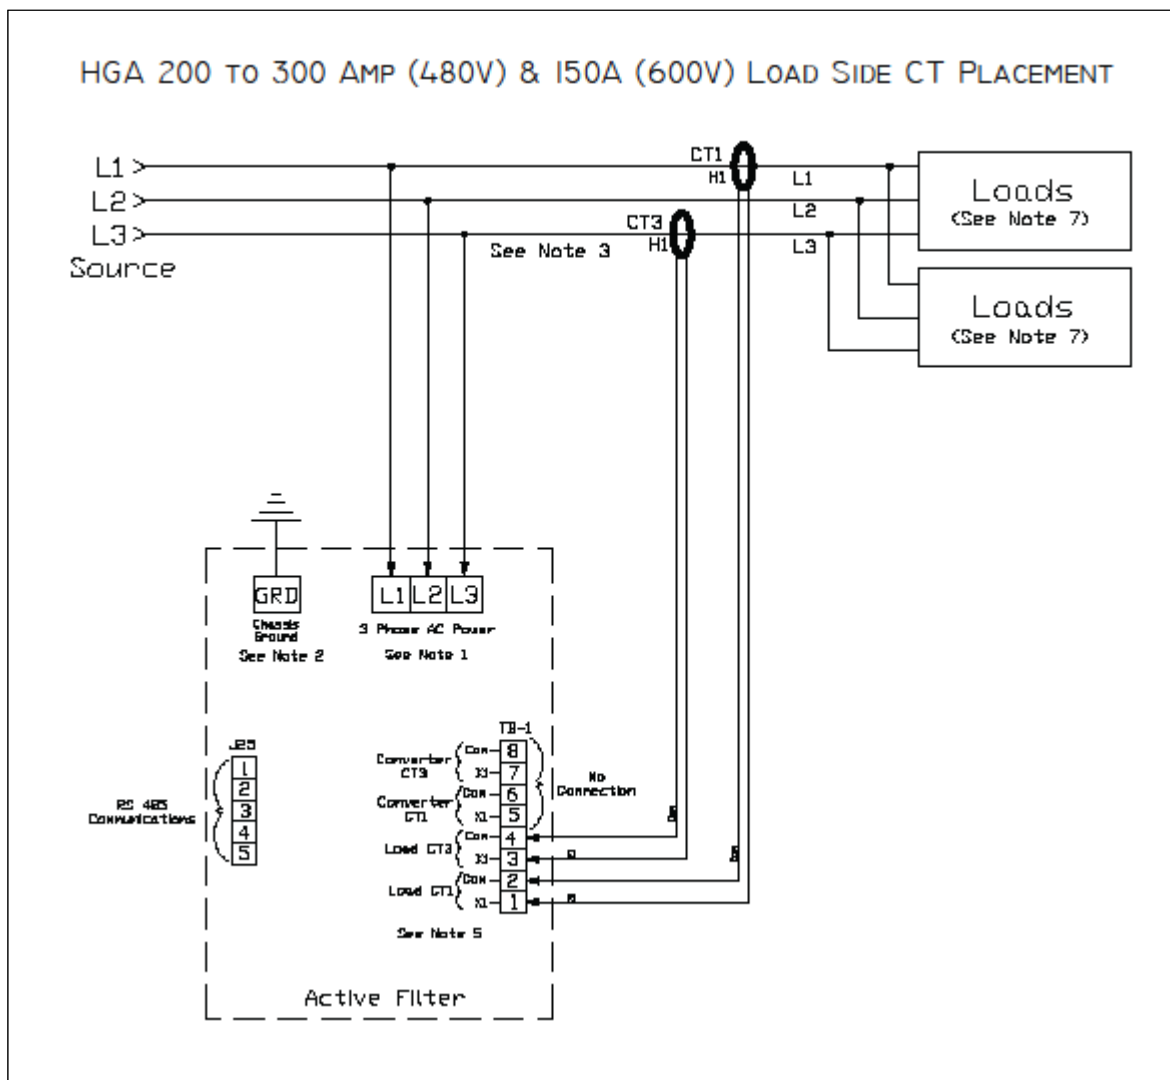 HGA 200 TO 300 AMP (480V) & 150A (600V) LOAD SIDE CT PLACEMENT
L1
L2
L3
Source
CT1
H1
L1
L2
CT3
H1
L3
See Note 3
Loads
(See Note 7)
Loads
(See Note 7)
GRD
Chassis
Ground
See Note 2
L1 L2 L3
3 Phase AC Power
See Note 1
J25
1
2
3
4
5
RS 485
Communications
TB-1
Converter
CT3
Com 8
7
Converter
CT1
Com 6
X1 5
No
Connection
Load CT3
Com 4
3
Load CT1
Com 2
X1 1
See Note 5
Active Filter